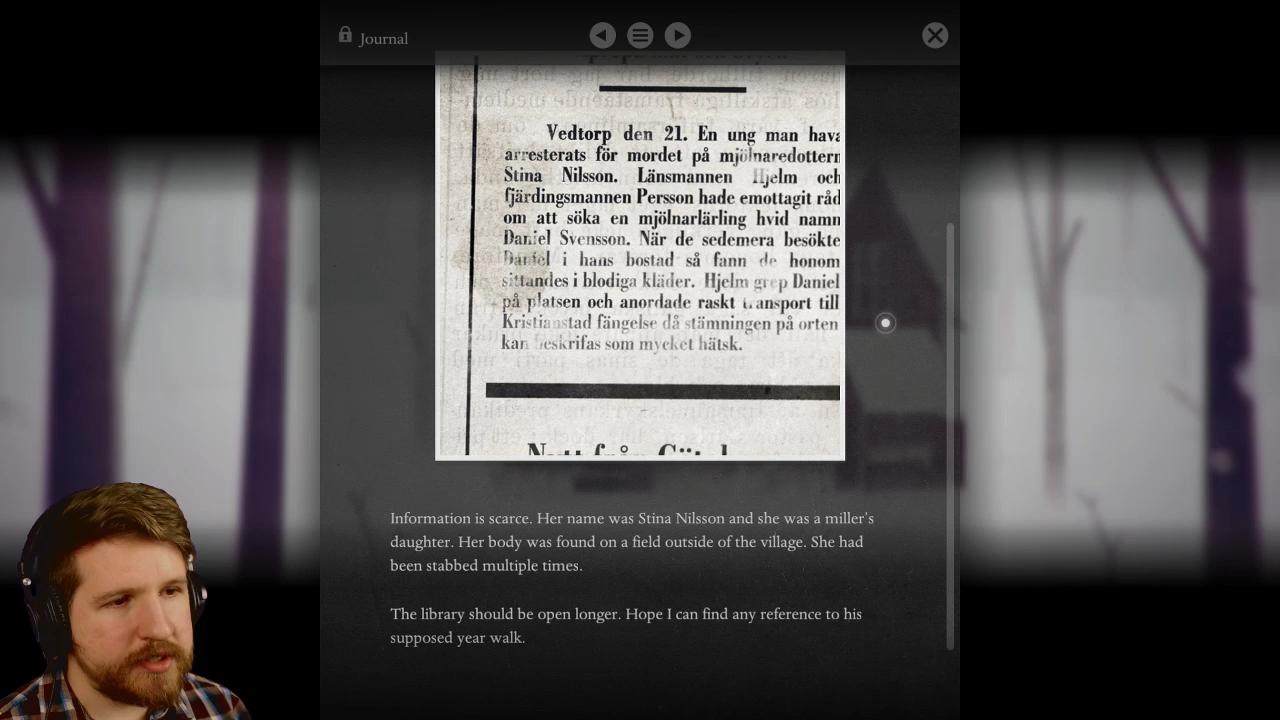 Journal
Vedtorp den 21. En ung man hava
arresterats för mordet på mjölnaredottern
Stina Nilsson. Länsmannen Hjelm och
fjärdingsmannen Persson hade emottagit råd
om att söka en mjölnarlärling hvid namn
Daniel Svensson. När de sedemera besökte
Daniel i hans bostad så fann de honom
sittandes i blodiga kläder. Hjelm grep Daniel
på platsen och anordade raskt transport till
Kristianstad fängelse då stämningen på orten
kan beskrifas som mycket hätsk.
Information is scarce. Her name was Stina Nilsson and she was a miller's
daughter. Her body was found on a field outside of the village. She had
been stabbed multiple times.
The library should be open longer. Hope I can find any reference to his
supposed year walk.